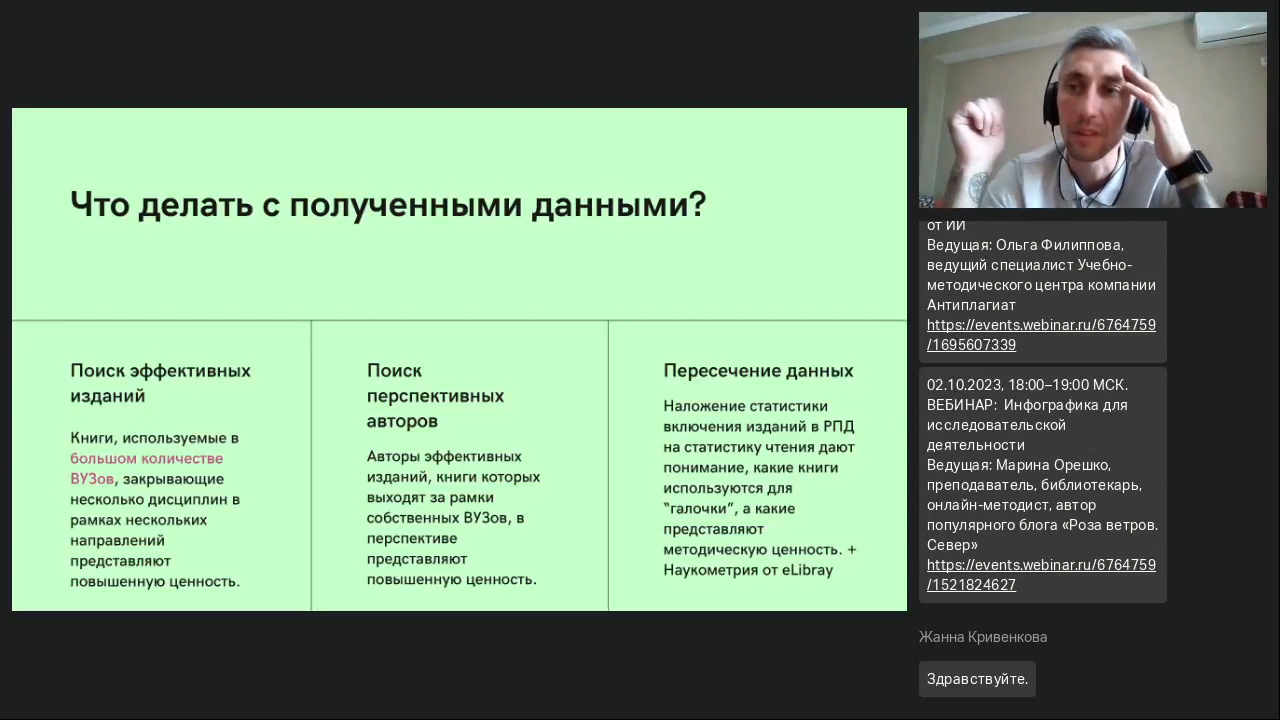 Что делать с полученными данными?
Поиск эффективных
изданий
Книги, используемые в
большом количестве
ВУЗов, закрывающие
несколько дисциплин в
рамках нескольких
направлений
представляют
повышенную ценность.
Поиск
перспективных
авторов
Авторы эффективных
изданий, книги которых
выходят за рамки
собственных ВУЗов, в
перспективе
представляют
повышенную ценность.
Пересечение данных
Наложение статистики
включения изданий в РПД
на статистику чтения дают
понимание, какие книги
используются для
“галочки”, а какие
представляют
методическую ценность. +
Наукометрия от eLibray
от ИИ
Ведущая: Ольга Филиппова,
ведущий специалист Учебно-
методического центра компании
Антиплагиат
https://events.webinar.ru/6764759
/1695607339
02.10.2023, 18:00–19:00 МСК.
ВЕБИНАР: Инфографика для
исследовательской
деятельности
Ведущая: Марина Орешко,
преподаватель, библиотекарь,
онлайн-методист, автор
популярного блога «Роза ветров.
Север»
https://events.webinar.ru/6764759
/1521824627
Жанна Кривенкова
Здравствуйте.